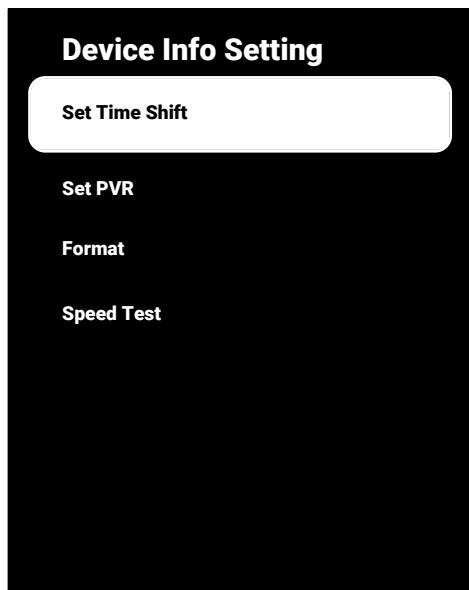 Device Info Setting
Set Time Shift
Set PVR
Format
Speed Test